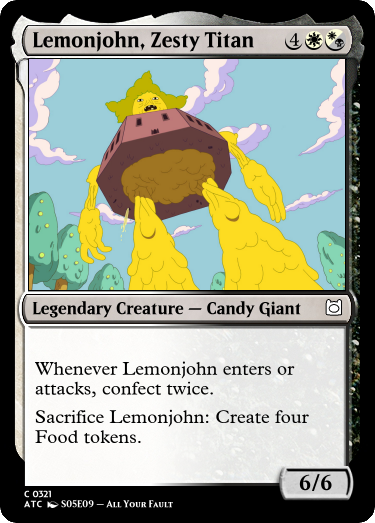 Lemonjohn, Zesty Titan 4
Legendary Creature — Candy Giant
Whenever Lemonjohn enters or
attacks, confect twice.
Sacrifice Lemonjohn: Create four
Food tokens.
6/6
C 0321
ATC S05E09 — All Your Fault